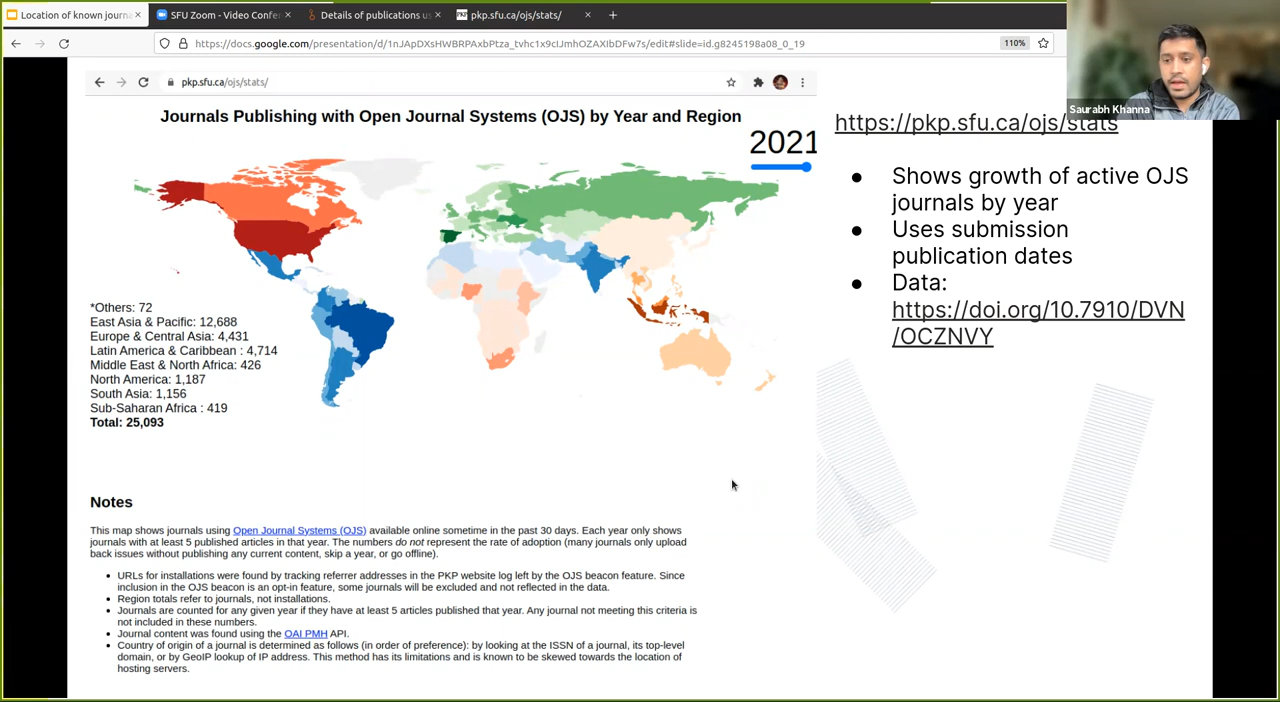 Location of known journa
SFU Zoom - Video Confe
Details of publications us
PKP pkp.sfu.ca/ojs/stats/
https://docs.google.com/presentation/d/1nJApDXsHWBRPAxbPtza_tvhc1x9cIJmhOZAXIbDFw7s/edit#slide=id.g8245198a08_0_19
110%
Saurabh Khanna
pkp.sfu.ca/ojs/stats/
Journals Publishing with Open Journal Systems (OJS) by Year and Region
2021
*Others: 72
East Asia & Pacific: 12,688
Europe & Central Asia: 4,431
Latin America & Caribbean : 4,714
Middle East & North Africa: 426
North America: 1,187
South Asia: 1,156
Sub-Saharan Africa : 419
Total: 25,093
Notes
This map shows journals using Open Journal Systems (OJS) available online sometime in the past 30 days. Each year only shows
journals with at least 5 published articles in that year. The numbers do not represent the rate of adoption (many journals only upload
back issues without publishing any current content, skip a year, or go offline).
• URLs for installations were found by tracking referrer addresses in the PKP website log left by the OJS beacon feature. Since
inclusion in the OJS beacon is an opt-in feature, some journals will be excluded and not reflected in the data.
• Region totals refer to journals, not installations.
• Journals are counted for any given year if they have at least 5 articles published that year. Any journal not meeting this criteria is
not included in these numbers.
• Journal content was found using the OAI PMH API.
• Country of origin of a journal is determined as follows (in order of preference): by looking at the ISSN of a journal, its top-level
domain, or by GeoIP lookup of IP address. This method has its limitations and is known to be skewed towards the location of
hosting servers.
https://pkp.sfu.ca/ojs/stats
● Shows growth of active OJS
journals by year
● Uses submission
publication dates
● Data:
https://doi.org/10.7910/DVN
/OCZNVY